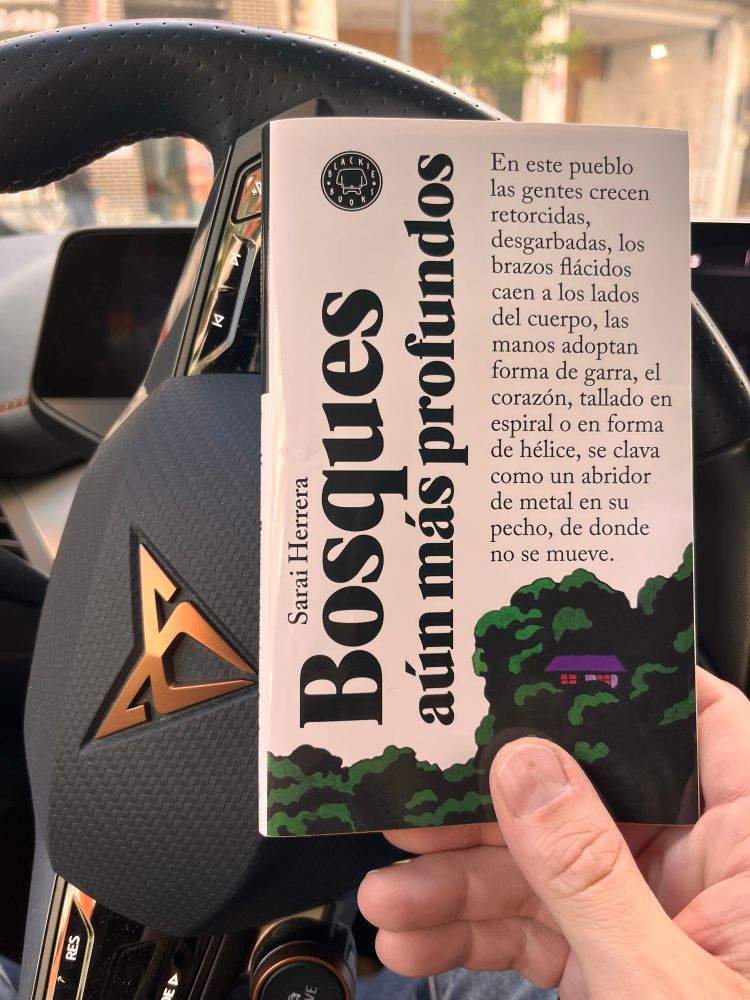 BLACKIE BOOKS
Sarai Herrera
Bosques
aún más profundos
En este pueblo
las gentes crecen
retorcidas,
desgarbadas, los
brazos flácidos
caen a los lados
del cuerpo, las
manos adoptan
forma de garra, el
corazón, tallado en
espiral o en forma
de hélice, se clava
como un abridor
de metal en su
pecho, de donde
no se mueve.
RES